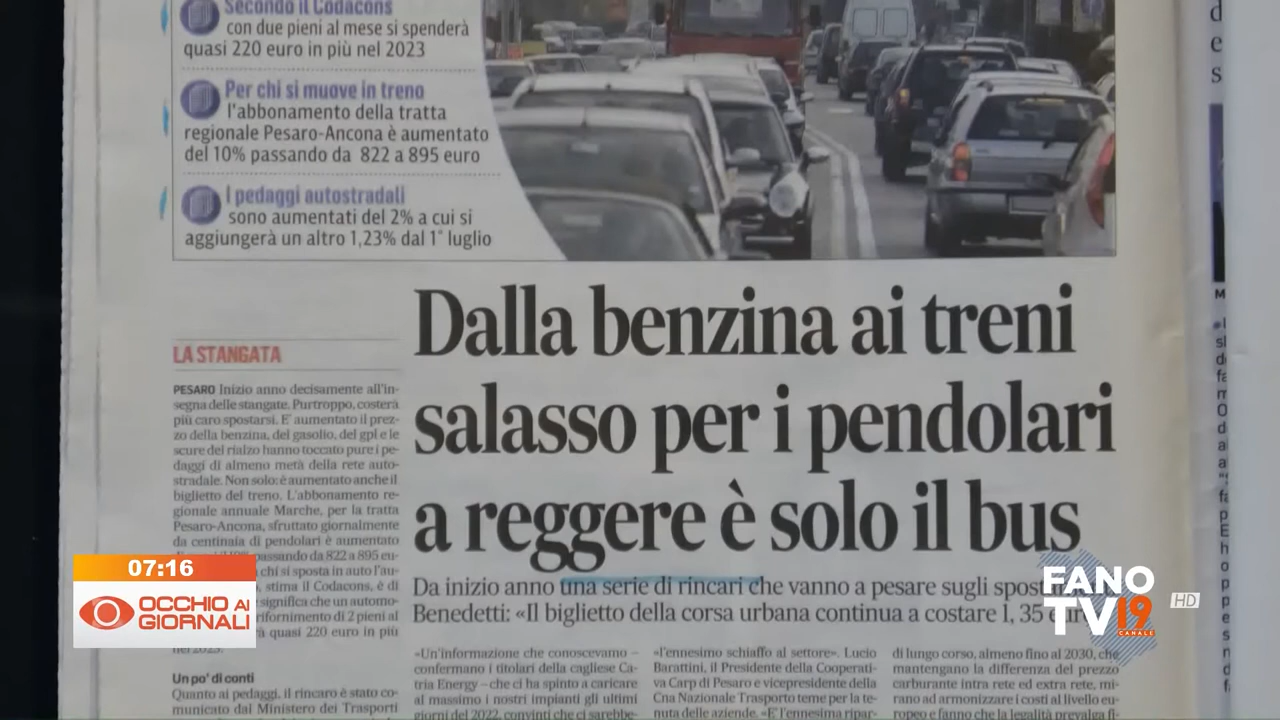 Secondo il Codacons
con due pieni al mese si spenderà
quasi 220 euro in più nel 2023
Per chi si muove in treno
l'abbonamento della tratta
regionale Pesaro-Ancona è aumentato
del 10% passando da 822 a 895 euro
I pedaggi autostradali
sono aumentati del 2% a cui si
aggiungerà un altro 1,23% dal 1° luglio
Dalla benzina ai treni
salasso per i pendolari
a reggere è solo il bus
Da inizio anno una serie di rincari che vanno a pesare sugli
Benedetti: «Il biglietto della corsa urbana continua a costare 1, 35
LA STANGATA
PESARO Inizio anno decisamente all'in-
segna delle stangate. Purtroppo, costerà
più caro spostarsi. E' aumentato il prez-
zo della benzina, del gasolio, del gpl e le
scure del rialzo hanno toccato pure i pe-
daggi di almeno metà della rete auto-
stradale. Non solo: è aumentato anche il
biglietto del treno. L'abbonamento re-
gionale annuale Marche, per la tratta
Pesaro-Ancona, sfruttato giornalmente
da centinaia di pendolari è aumentato
passando da 822 a 895 eu-
chi si sposta in auto l'au-
stima il Codacons, è di
significa che un automo-
rifornimento di 2 pieni al
quasi 220 euro in più
nel 2023.
Un po' di conti
Quanto ai pedaggi, il rincaro è stato co-
municato dal Ministero dei Trasporti
«Un'informazione che conoscevamo –
confermano i titolari della cagliese Ca-
tria Energy – che ci ha spinto a caricare
al massimo i nostri impianti gli ultimi
giorni del 2022, convinti che ci sarebbe-
«l'ennesimo schiaffo al settore». Lucio
Barattini, il Presidente della Cooperati-
va Carp di Pesaro e vicepresidente della
Cna Nazionale Trasporto teme per la te-
nuta delle aziende. «E' l'ennesima ripar-
di lungo corso, almeno fino al 2030, che
mantengano la differenza del prezzo
carburante intra rete ed extra rete, mi-
rano ad armonizzare i costi al livello eu-
ropeo e fanno che la legalità prevalga
07:16
OCCHIO AI
GIORNALI
FANO
TV 19
CANALE
HD